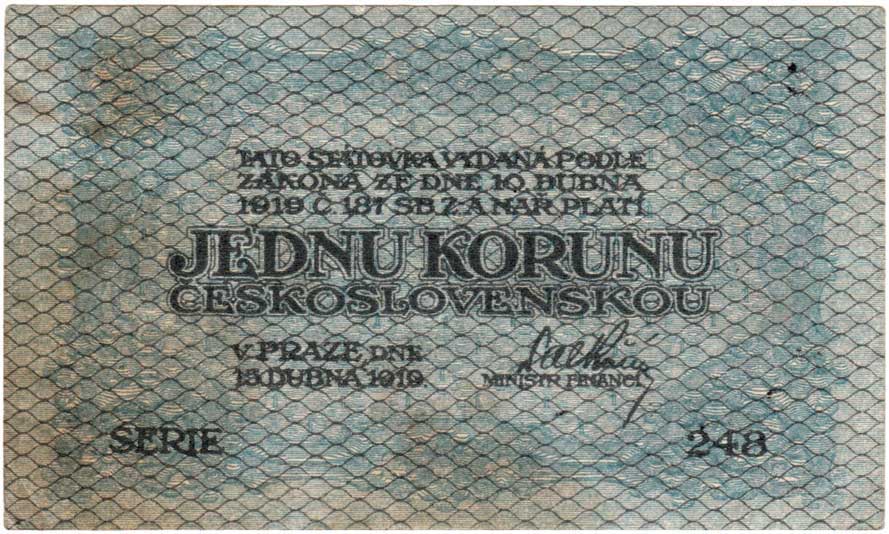 TATO STÁTOVKA VYDANÁ PODLE
ZÁKONA ZE DNE 10. DUBNA
1919 Č. 187 SB. Z. A NAŘ. PLATÍ
JEDNU KORUNU
ČESKOSLOVENSKOU
V PRAZE, DNE
15. DUBNA 1919.
MINISTR FINANCÍ
SERIE 248